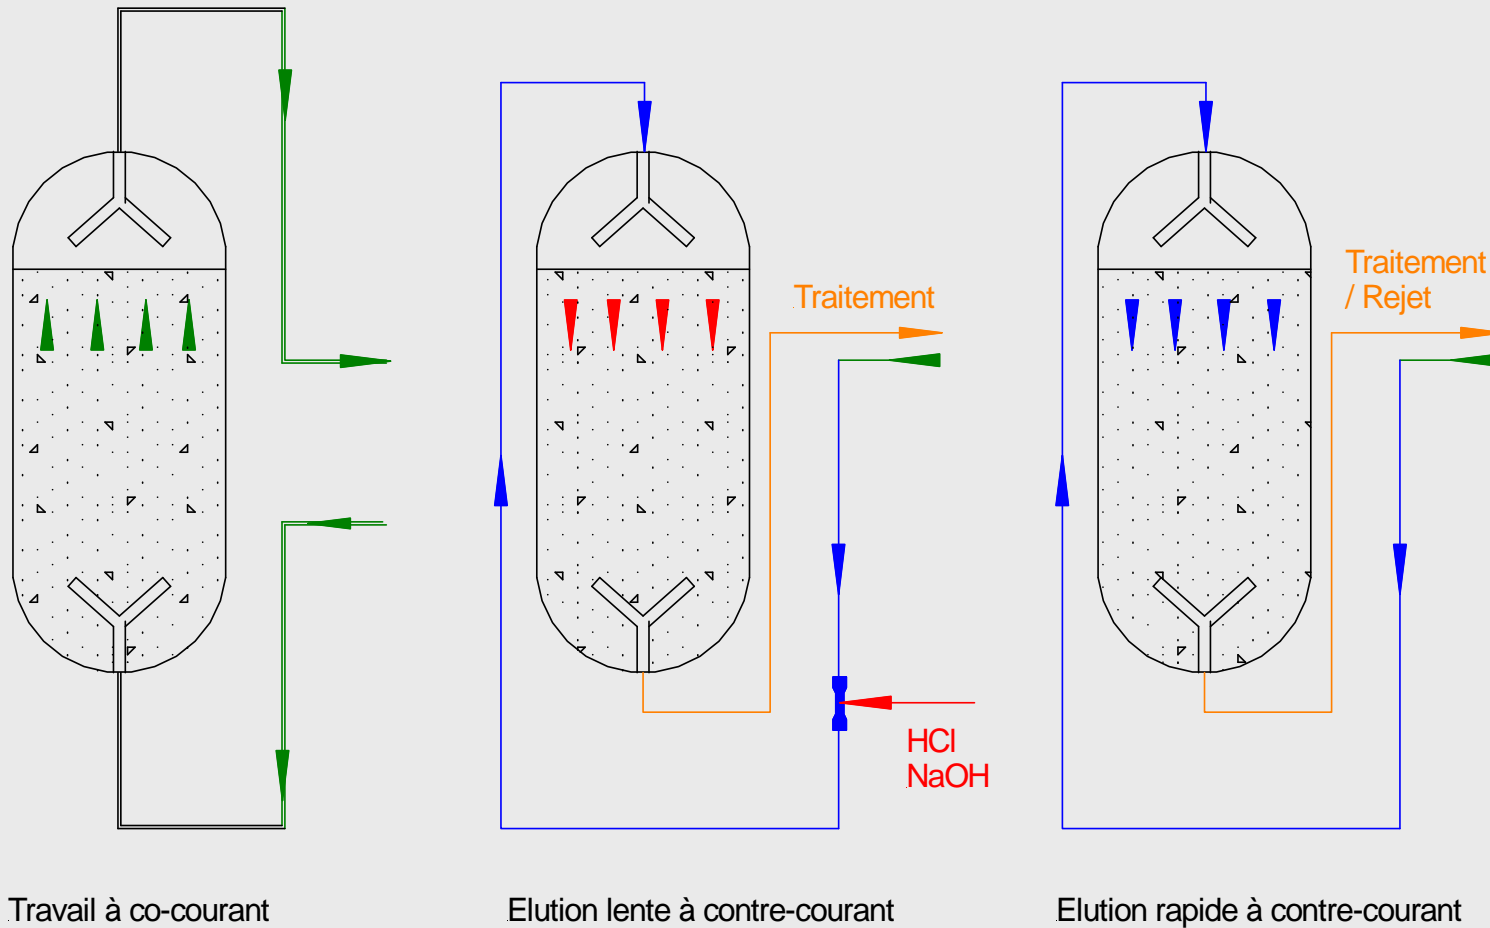 Traitement
Traitement
/ Rejet
HCl
NaOH
Travail à co-courant
Elution lente à contre-courant
Elution rapide à contre-courant